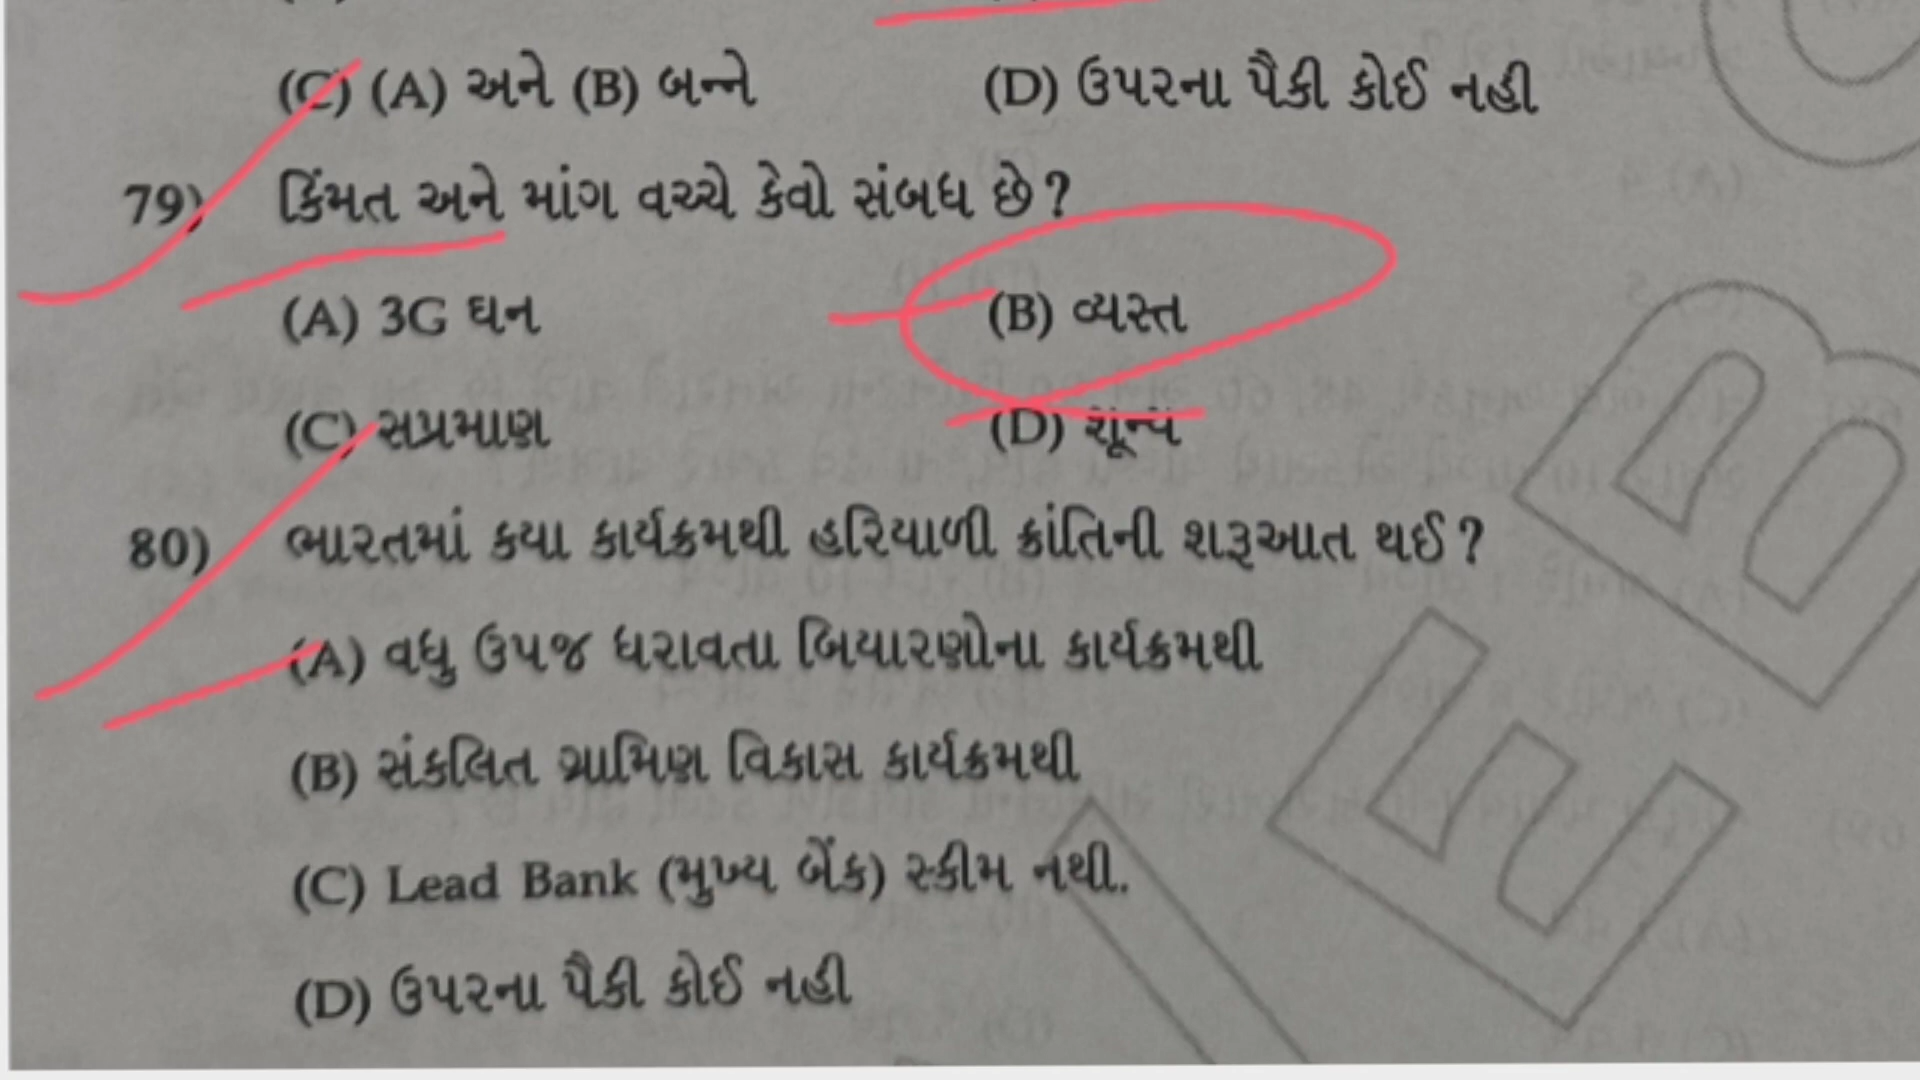 (C) (A) અને (B) બન્ને (D) ઉપરના પૈકી કોઈ નહી
79) કિંમત અને માંગ વચ્ચે કેવો સંબધ છે?
(A) ૩G ઘન (B) વ્યસ્ત
(C) સપ્રમાણ (D) શૂન્ય
80) ભારતમાં કયા કાર્યક્રમથી હરિયાળી ક્રાંતિની શરૂઆત થઈ?
(A) વધુ ઉપજ ધરાવતા બિયારણોના કાર્યક્રમથી
(B) સંકલિત ગ્રામિણ વિકાસ કાર્યક્રમથી
(C) Lead Bank (મુખ્ય બેંક) સ્કીમ નથી.
(D) ઉપરના પૈકી કોઈ નહી